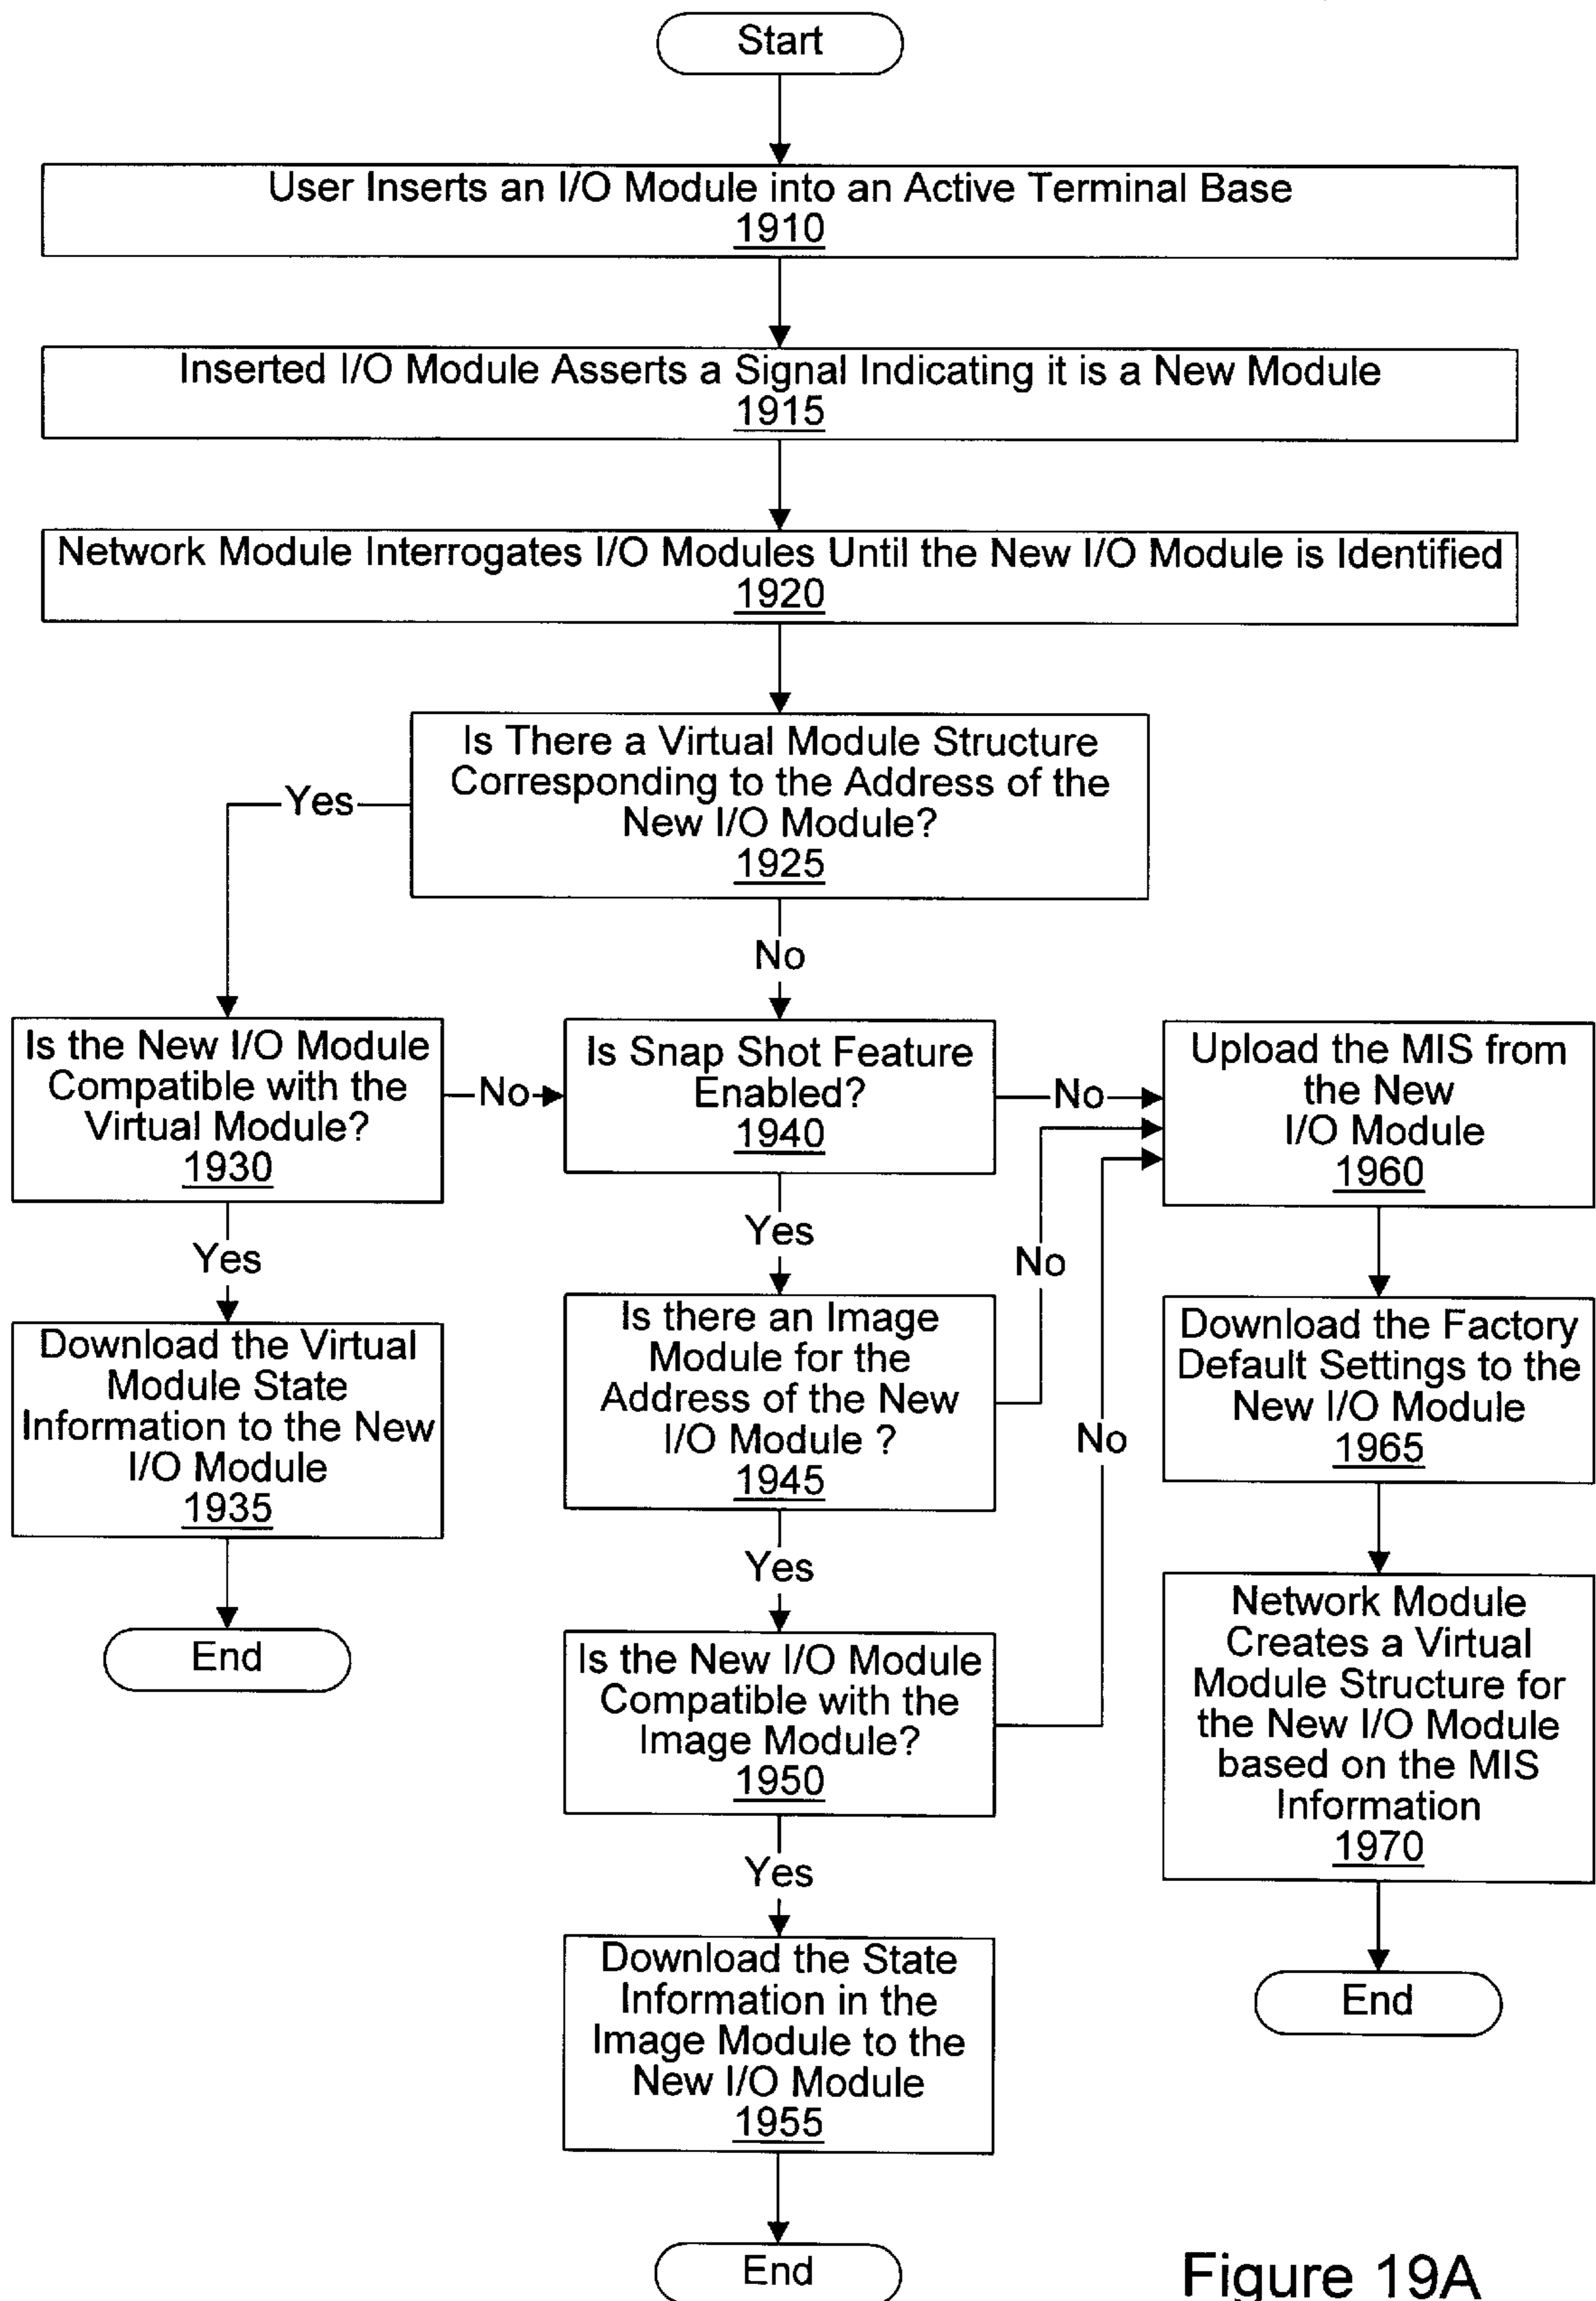 Start
User Inserts an I/O Module into an Active Terminal Base
1910
Inserted I/O Module Asserts a Signal Indicating it is a New Module
1915
Network Module Interrogates I/O Modules Until the New I/O Module is Identified
1920
Is There a Virtual Module Structure
Corresponding to the Address of the
New I/O Module?
1925
Yes
No
Is the New I/O Module
Compatible with the
Virtual Module?
1930
No
Is Snap Shot Feature
Enabled?
1940
No
Upload the MIS from
the New
I/O Module
1960
Yes
Download the Virtual
Module State
Information to the New
I/O Module
1935
End
Yes
Is there an Image
Module for the
Address of the New
I/O Module ?
1945
No
No
Yes
Is the New I/O Module
Compatible with the
Image Module?
1950
Yes
Download the State
Information in the
Image Module to the
New I/O Module
1955
End
Download the Factory
Default Settings to the
New I/O Module
1965
Network Module
Creates a Virtual
Module Structure for
the New I/O Module
based on the MIS
Information
1970
End
Figure 19A